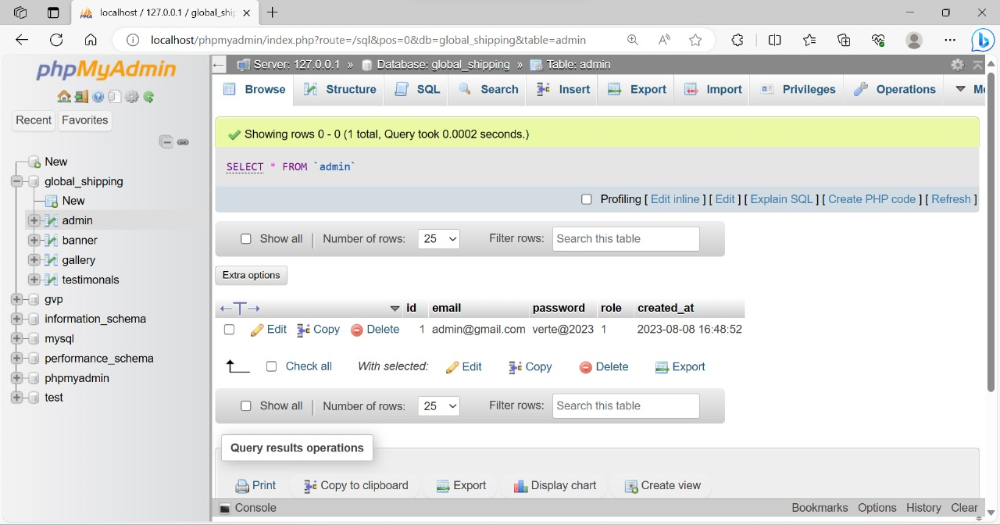 localhost / 127.0.0.1 / global_ship
localhost/phpmyadmin/index.php?route=/sql&pos=0&db=global_shipping&table=admin
phpMyAdmin
Recent Favorites
New
global_shipping
New
admin
banner
gallery
testimonals
gvp
information_schema
mysql
performance_schema
phpmyadmin
test
Server: 127.0.0.1 » Database: global_shipping » Table: admin
Browse Structure SQL Search Insert Export Import Privileges Operations
Showing rows 0 - 0 (1 total, Query took 0.0002 seconds.)
SELECT * FROM `admin`
Profiling [ Edit inline ] [ Edit ] [ Explain SQL ] [ Create PHP code ] [ Refresh ]
Show all | Number of rows: 25 Filter rows: Search this table
Extra options
←T→ id email password role created_at
Edit Copy Delete 1 admin@gmail.com verte@2023 1 2023-08-08 16:48:52
Check all With selected: Edit Copy Delete Export
Show all | Number of rows: 25 Filter rows: Search this table
Query results operations
Print Copy to clipboard Export Display chart Create view
Console Bookmarks Options History Clear